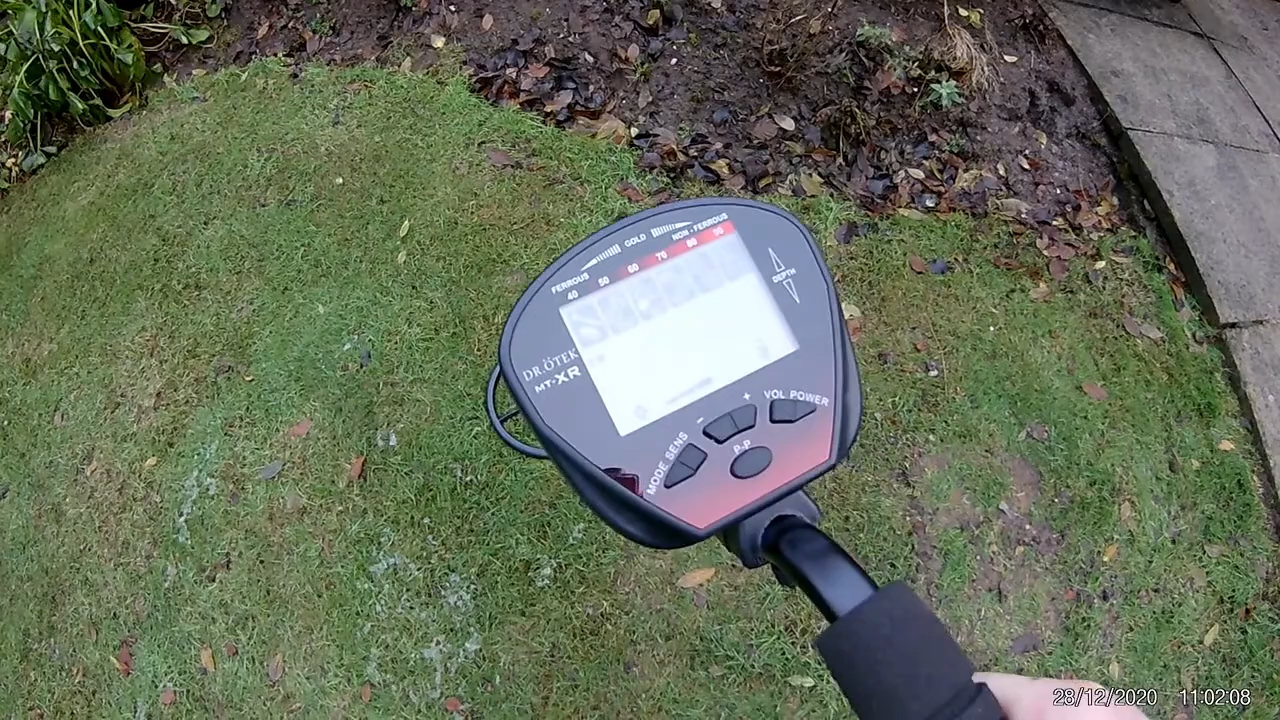 FERROUS GOLD NON-FERROUS
40 50 60 70 80 90
DEPTH
DR.ÖTEK
MT-XR
MODE SENS
- +
P-P
VOL POWER
28/12/2020 11:02:08